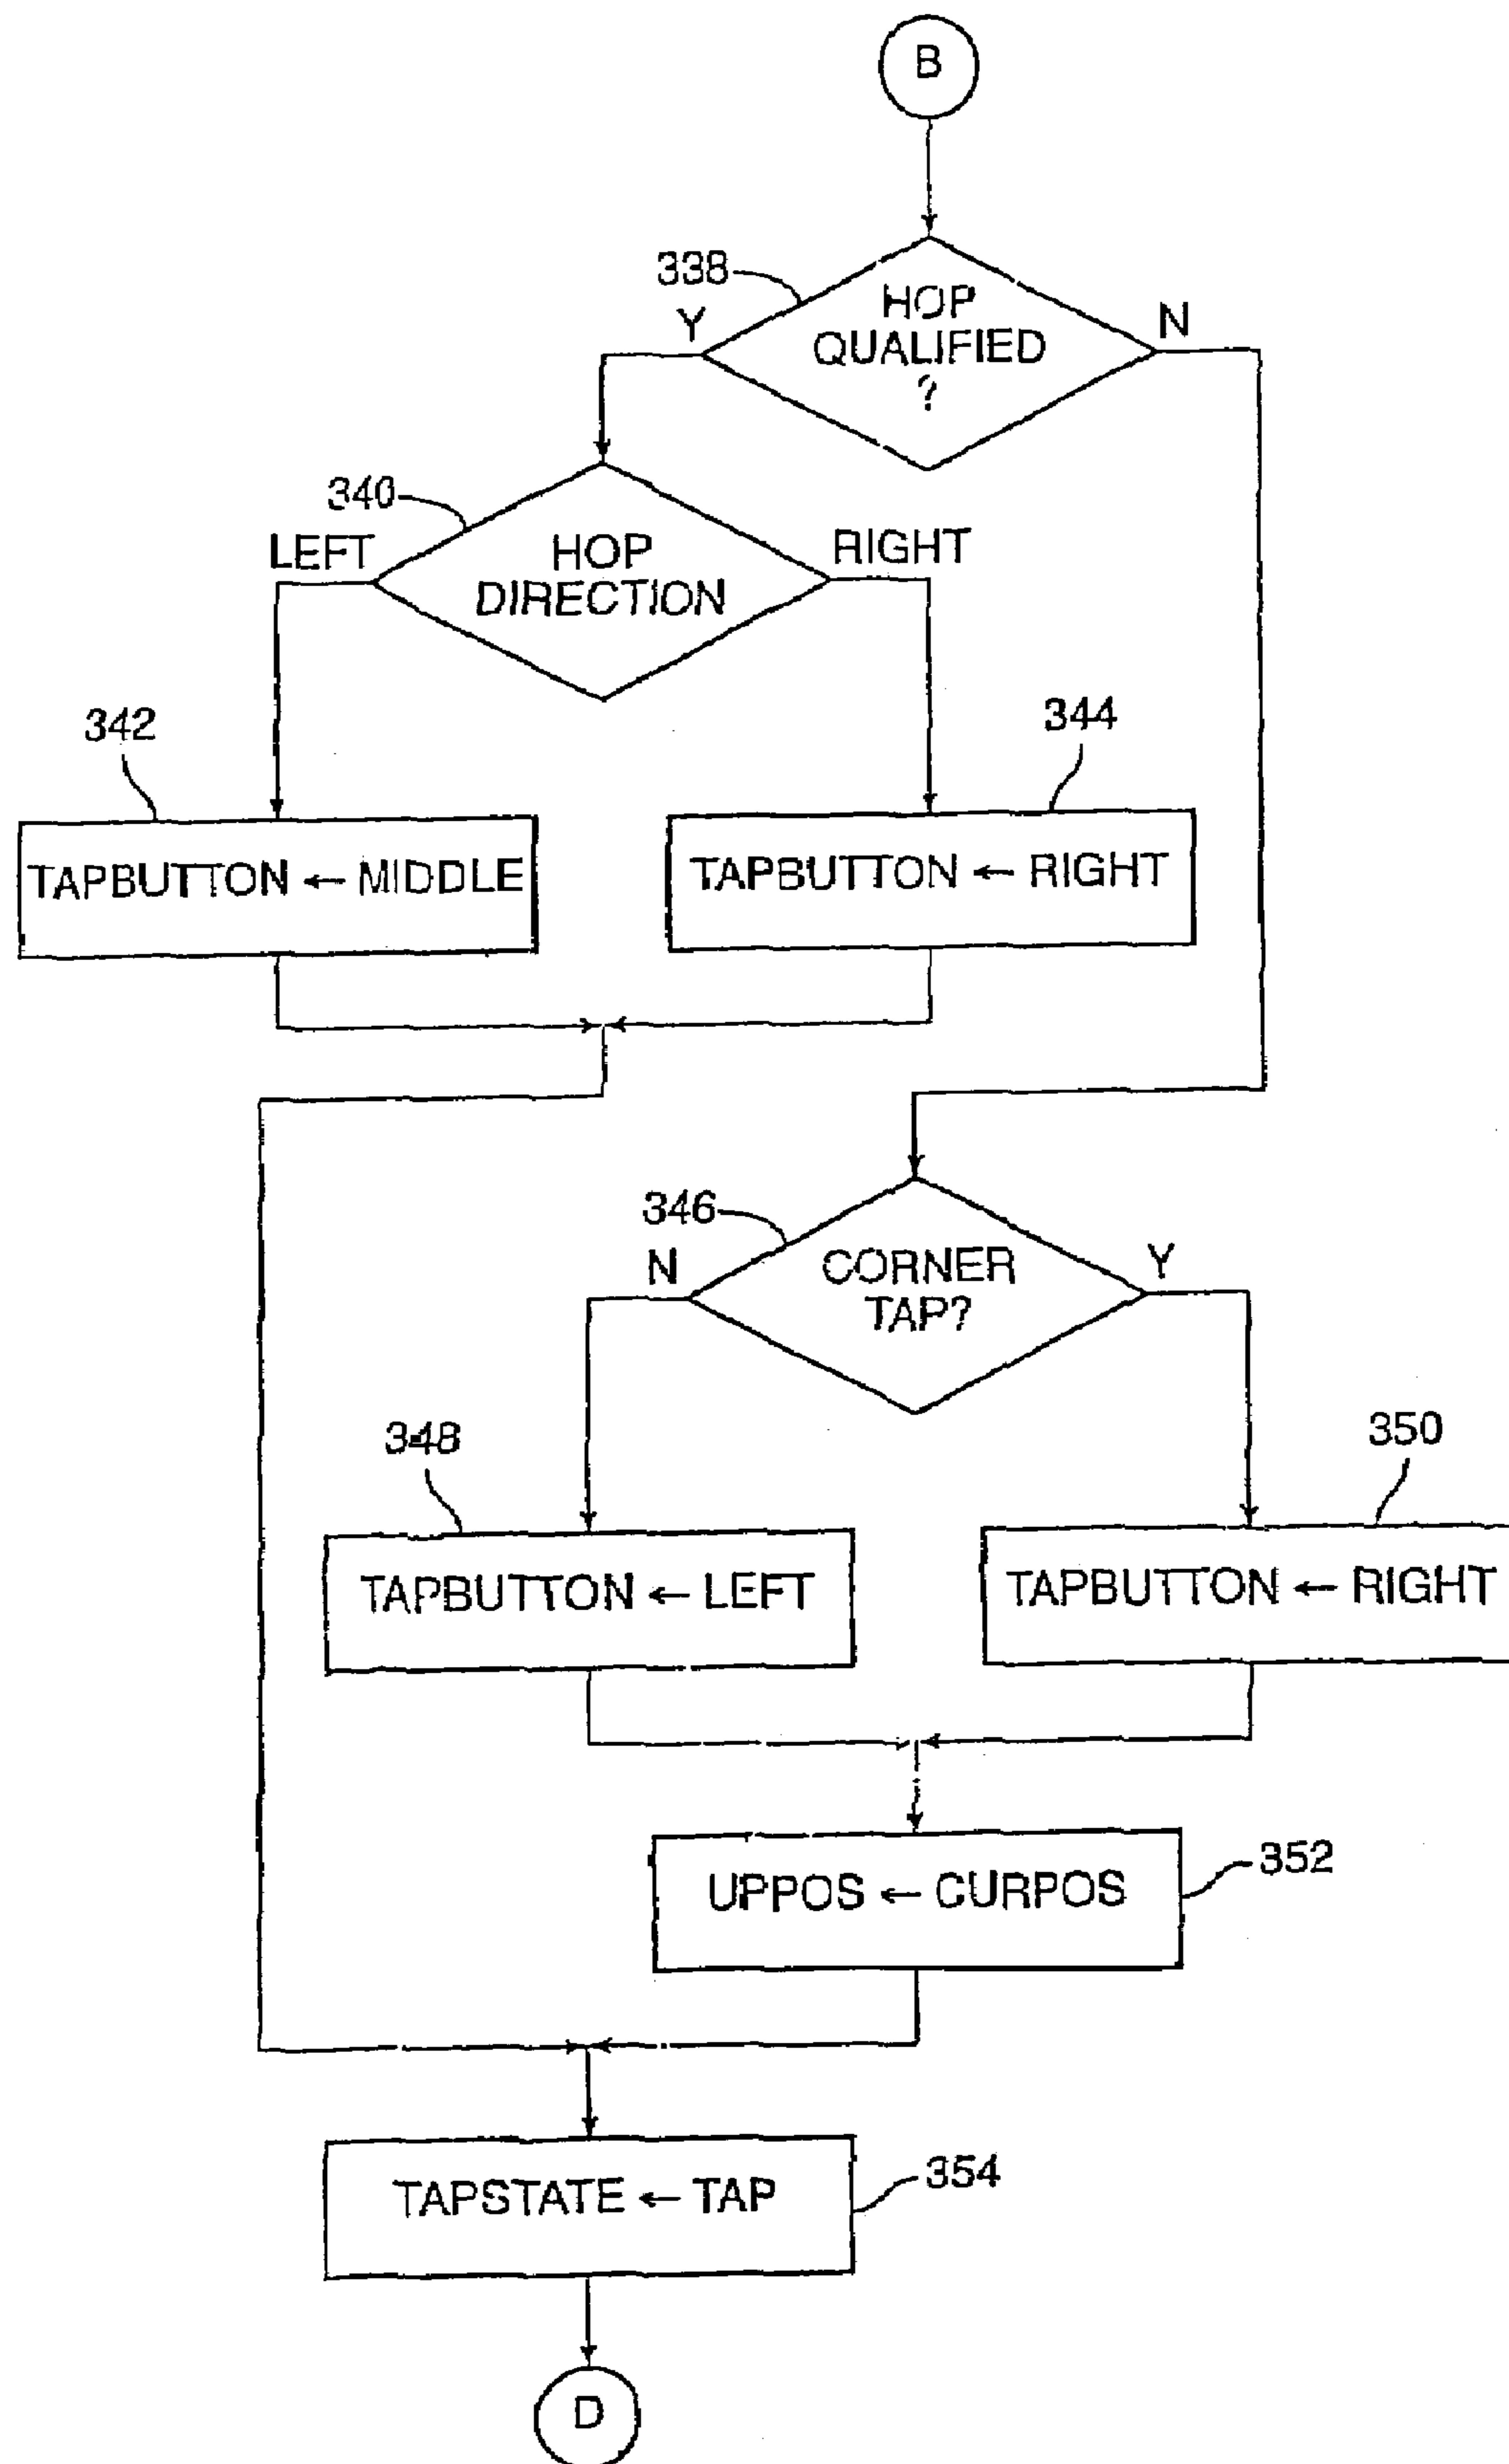 B
338
HOP
QUALIFIED
?
Y
N
340
HOP
DIRECTION
LEFT
RIGHT
342
TAPBUTTON ← MIDDLE
344
TAPBUTTON ← RIGHT
346
CORNER
TAP?
N
Y
348
TAPBUTTON ← LEFT
350
TAPBUTTON ← RIGHT
UPPOS ← CURPOS
352
TAPSTATE ← TAP
354
D